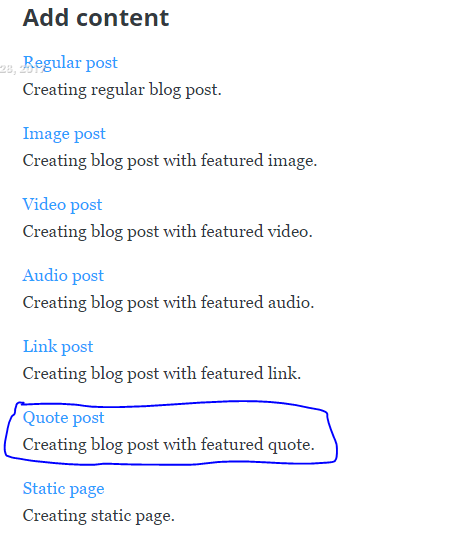 Add content
Regular post
Creating regular blog post.
Image post
Creating blog post with featured image.
Video post
Creating blog post with featured video.
Audio post
Creating blog post with featured audio.
Link post
Creating blog post with featured link.
Quote post
Creating blog post with featured quote.
Static page
Creating static page.